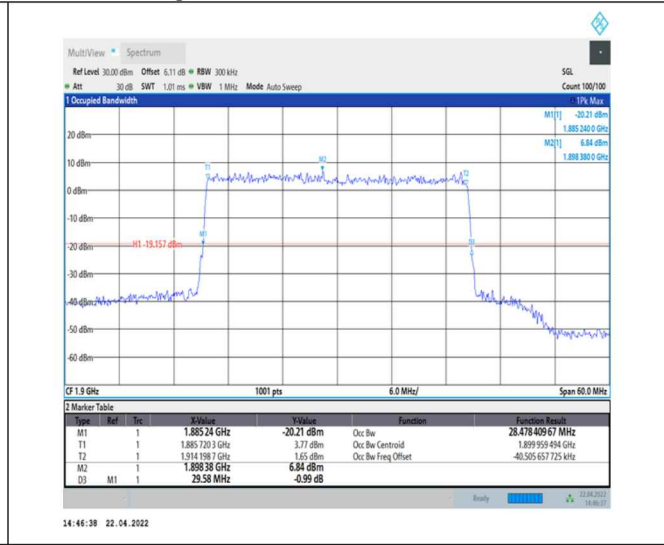 MultiView Spectrum
Ref Level 30.00 dBm Offset 6.11 dB RBW 300 kHz SGL
Att 30 dB SWT 1.01 ms VBW 1 MHz Mode Auto Sweep Count 100/100
1 Occupied Bandwidth 1Pk Max
M1[1] -20.21 dBm
1.885 240 0 GHz
20 dBm M2[1] 6.84 dBm
1.898 380 0 GHz
10 dBm T1 M2 T2
0 dBm
-10 dBm
M1
-20 dBm H1 -19.157 dBm D3
-30 dBm
-40 dBm
-50 dBm
-60 dBm
CF 1.9 GHz 1001 pts 6.0 MHz/ Span 60.0 MHz
2 Marker Table
Type Ref Trc X-Value Y-Value Function Function Result
M1 1 1.885 24 GHz -20.21 dBm Occ Bw 28.478 409 67 MHz
T1 1 1.885 720 3 GHz 3.77 dBm Occ Bw Centroid 1.899 959 494 GHz
T2 1 1.914 198 7 GHz 1.65 dBm Occ Bw Freq Offset -40.505 657 725 kHz
M2 1 1.898 38 GHz 6.84 dBm
D3 M1 1 29.58 MHz -0.99 dB
Ready 22.04.2022
14:46:37
14:46:38 22.04.2022